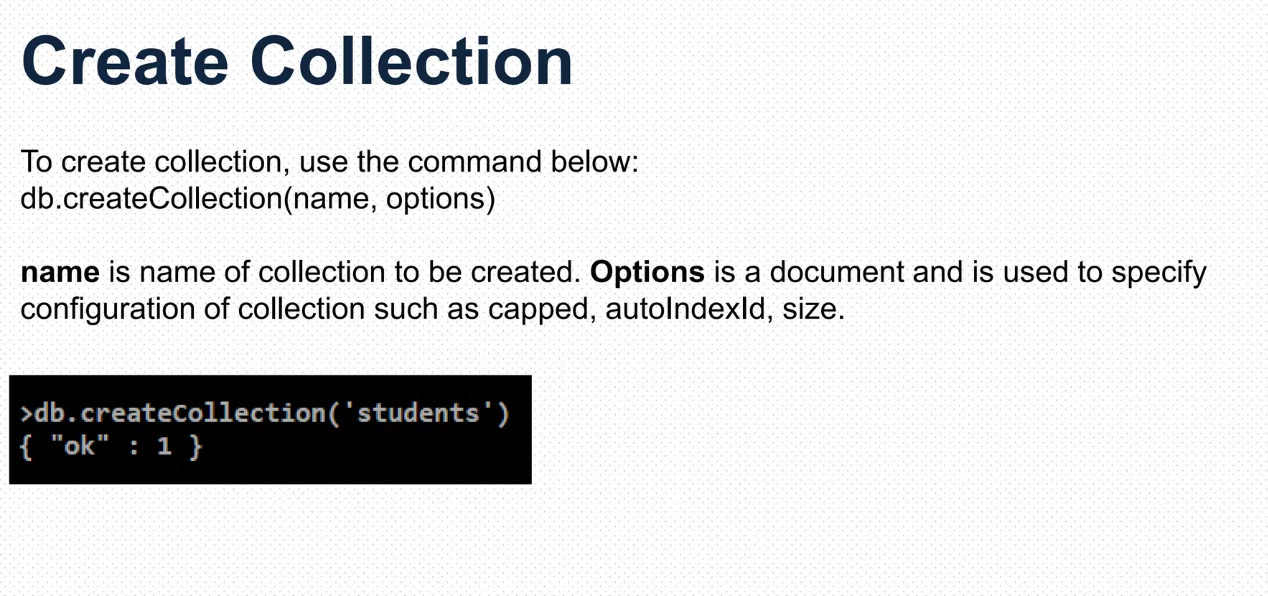 Create Collection
To create collection, use the command below:
db.createCollection(name, options)
name is name of collection to be created. Options is a document and is used to specify
configuration of collection such as capped, autoIndexId, size.
>db.createCollection('students')
{ "ok" : 1 }